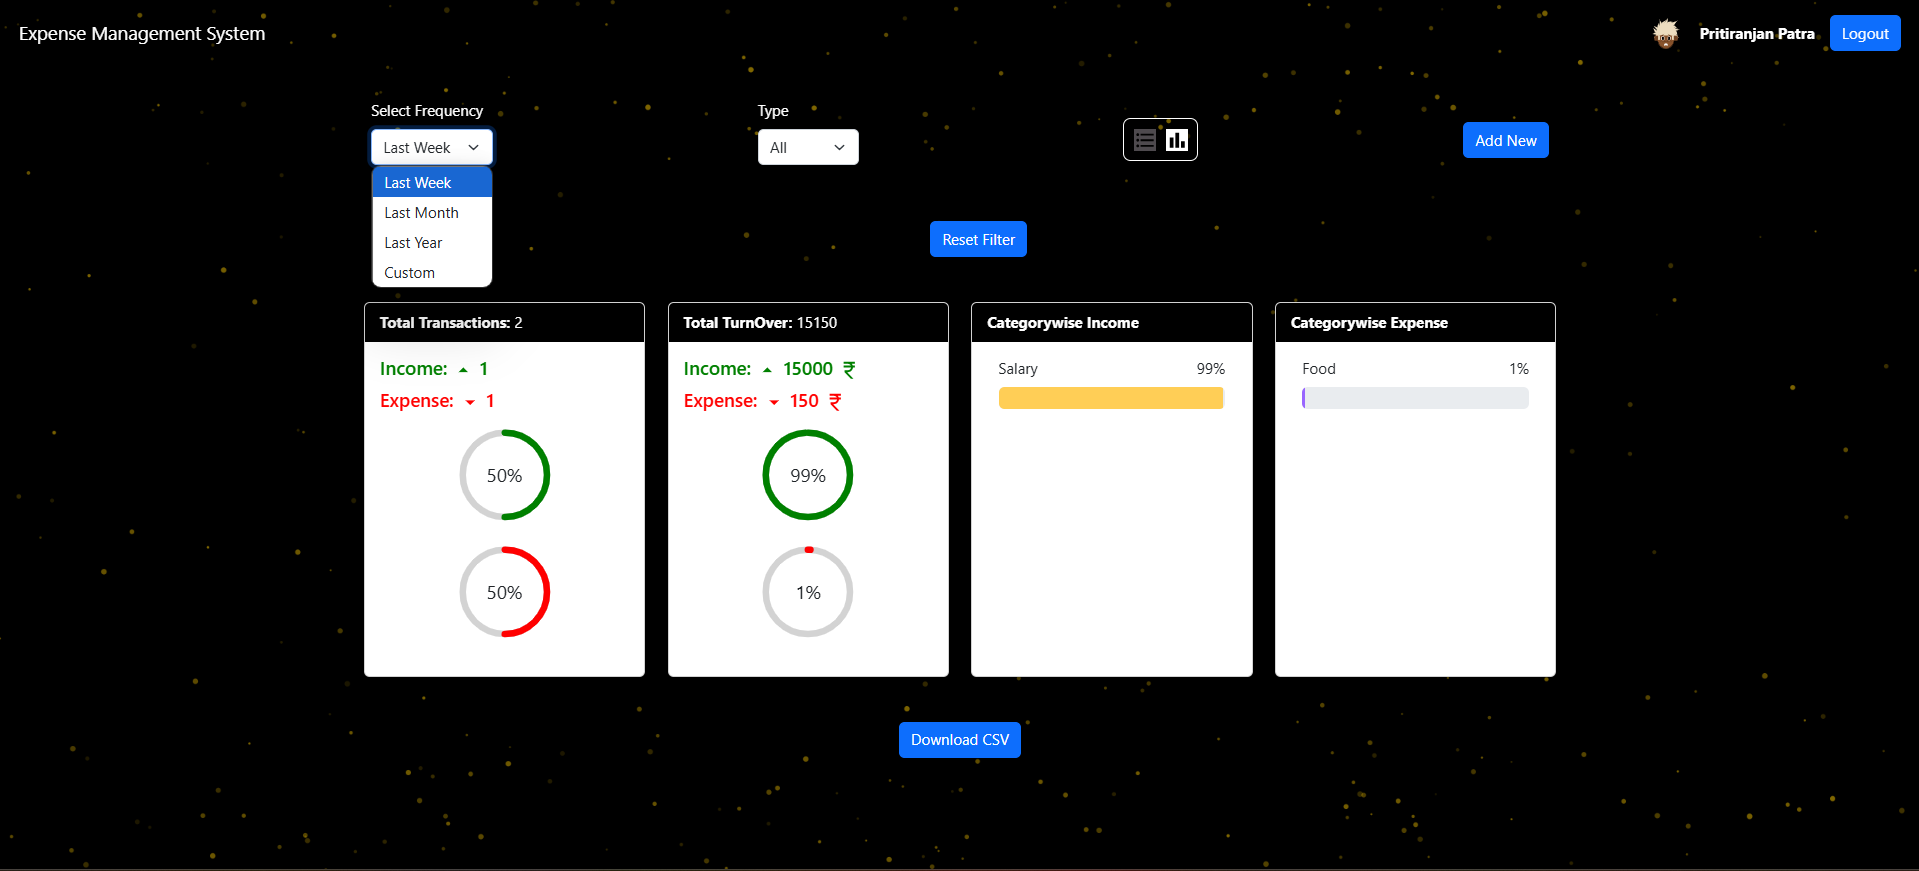 Expense Management System
Pritiranjan Patra
Logout
Select Frequency
Last Week
Last Week
Last Month
Last Year
Custom
Type
All
Add New
Reset Filter
Total Transactions: 2
Income: 1
Expense: 1
50%
50%
Total TurnOver: 15150
Income: 15000 ₹
Expense: 150 ₹
99%
1%
Categorywise Income
Salary 99%
Categorywise Expense
Food 1%
Download CSV